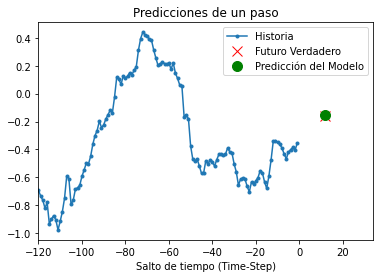 Predicciones de un paso
Historia
Futuro Verdadero
Predicción del Modelo
0.4
0.2
0.0
−0.2
−0.4
−0.6
−0.8
−1.0
−120 −100 −80 −60 −40 −20 0 20
Salto de tiempo (Time-Step)